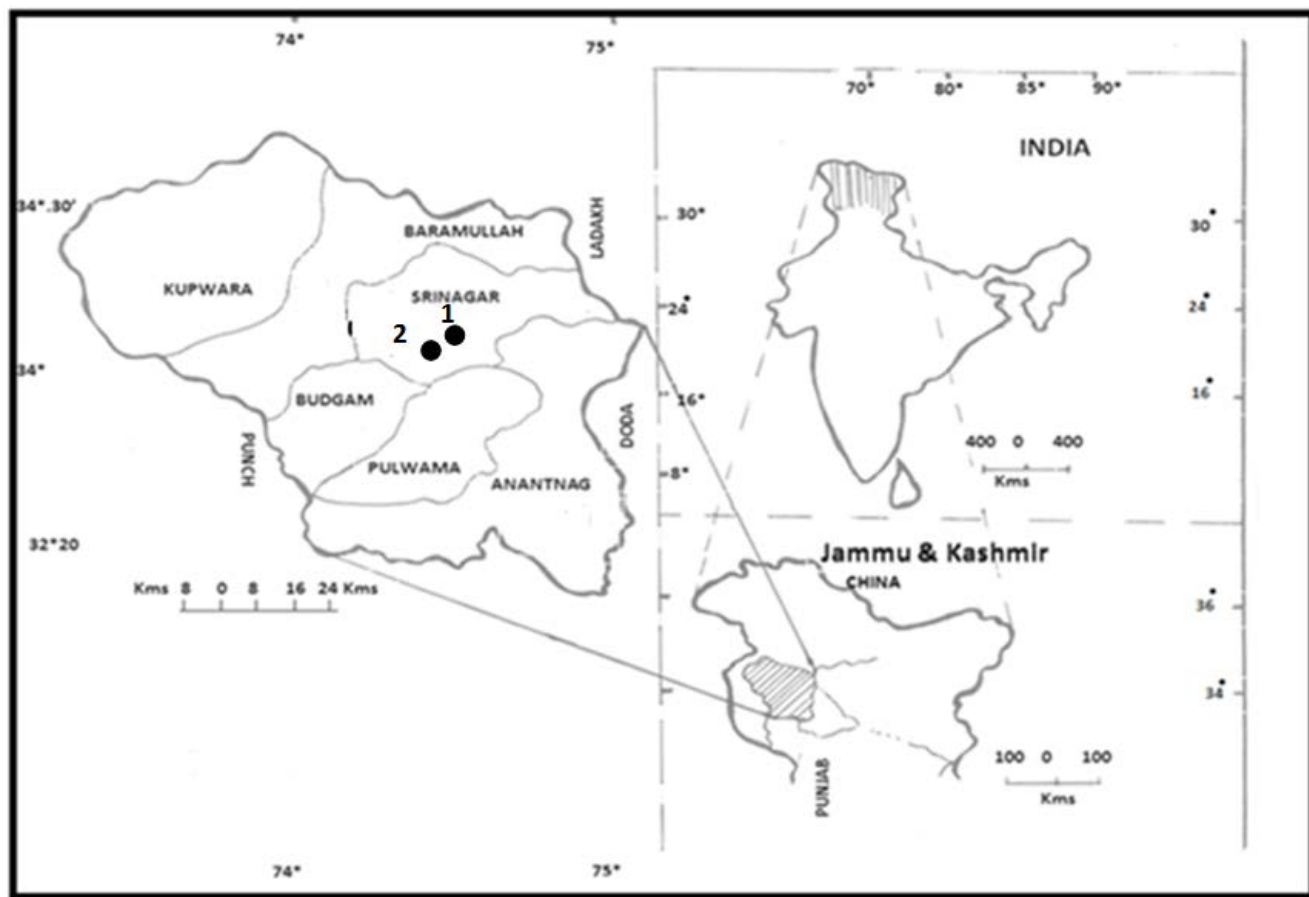 74°
75°
70° 80° 85° 90°
INDIA
34°.30'
BARAMULLAH
LADAKH
30°
30°
KUPWARA
SRINAGAR
1
2
24°
24°
34°
BUDGAM
16°
16°
PUNCH
DODA
PULWAMA
ANANTNAG
8°
400 0 400
Kms
32°20
Jammu & Kashmir
CHINA
Kms 8 0 8 16 24 Kms
36°
34°
PUNJAB
100 0 100
Kms
74°
75°